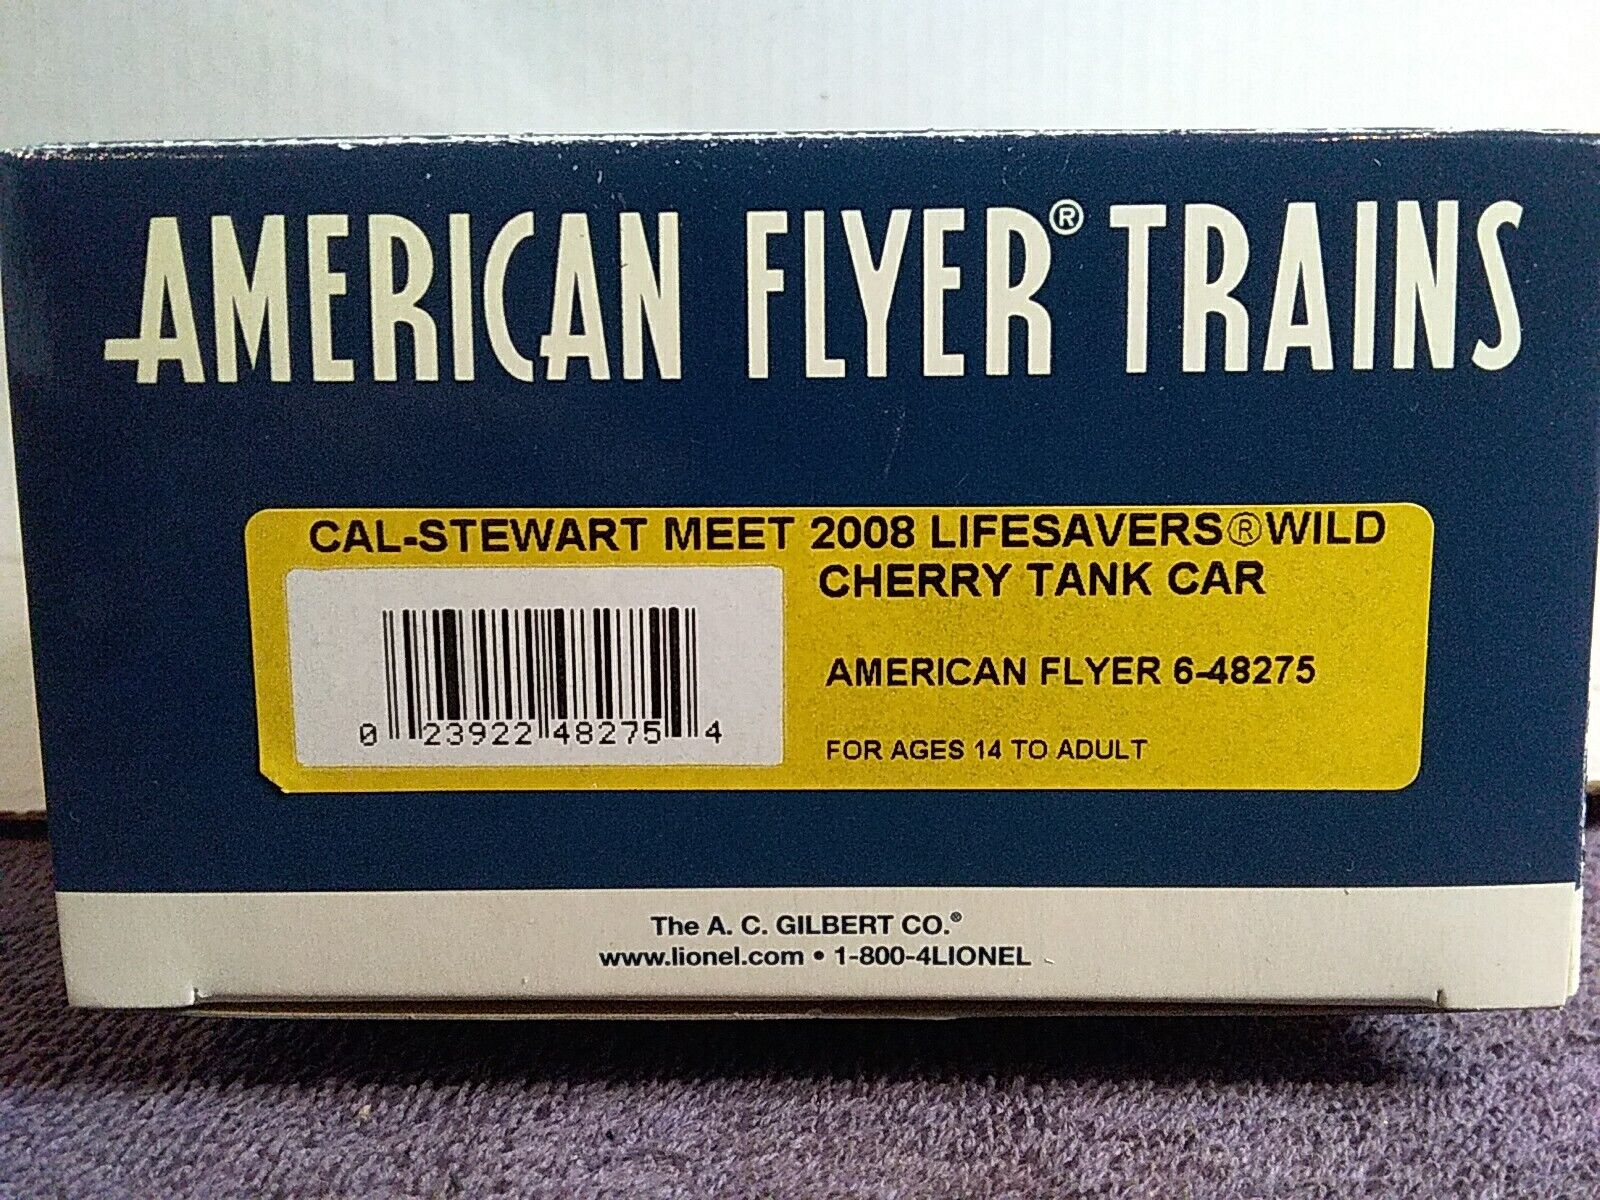 AMERICAN FLYER® TRAINS
CAL-STEWART MEET 2008 LIFESAVERS®WILD
CHERRY TANK CAR
AMERICAN FLYER 6-48275
0 23922 48275 4
FOR AGES 14 TO ADULT
The A. C. GILBERT CO.®
www.lionel.com • 1-800-4LIONEL